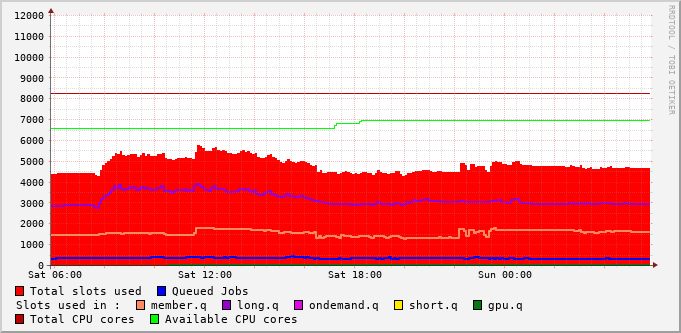 12000
11000
10000
9000
8000
7000
6000
5000
4000
3000
2000
1000
0
Sat 06:00 Sat 12:00 Sat 18:00 Sun 00:00
Total slots used Queued Jobs
Slots used in : member.q long.q ondemand.q short.q gpu.q
Total CPU cores Available CPU cores
RRDTOOL / TOBI OETIKER